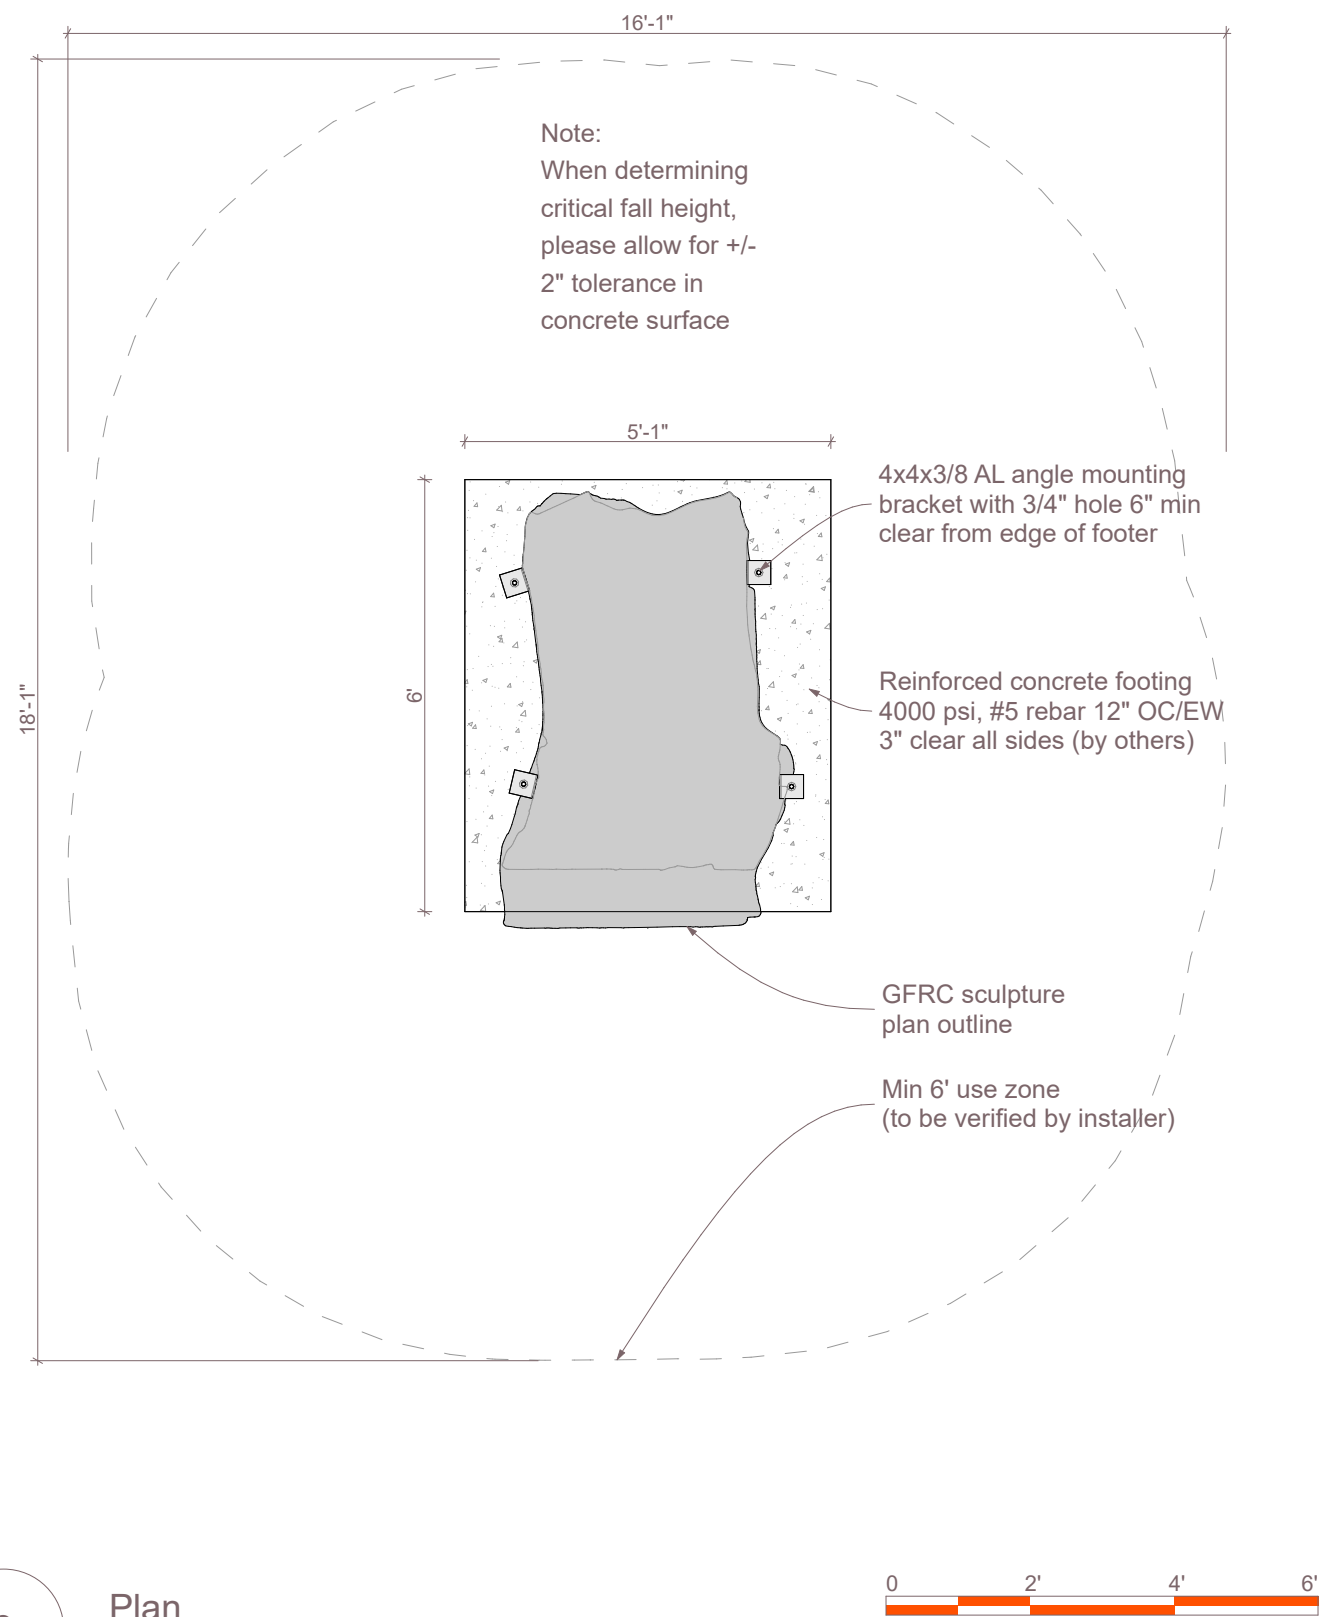 16'-1"
Note:
When determining
critical fall height,
please allow for +/-
2" tolerance in
concrete surface
5'-1"
4x4x3/8 AL angle mounting
bracket with 3/4" hole 6" min
clear from edge of footer
6'
18'-1"
Reinforced concrete footing
4000 psi, #5 rebar 12" OC/EW
3" clear all sides (by others)
GFRC sculpture
plan outline
Min 6' use zone
(to be verified by installer)
0 2' 4' 6'
Plan